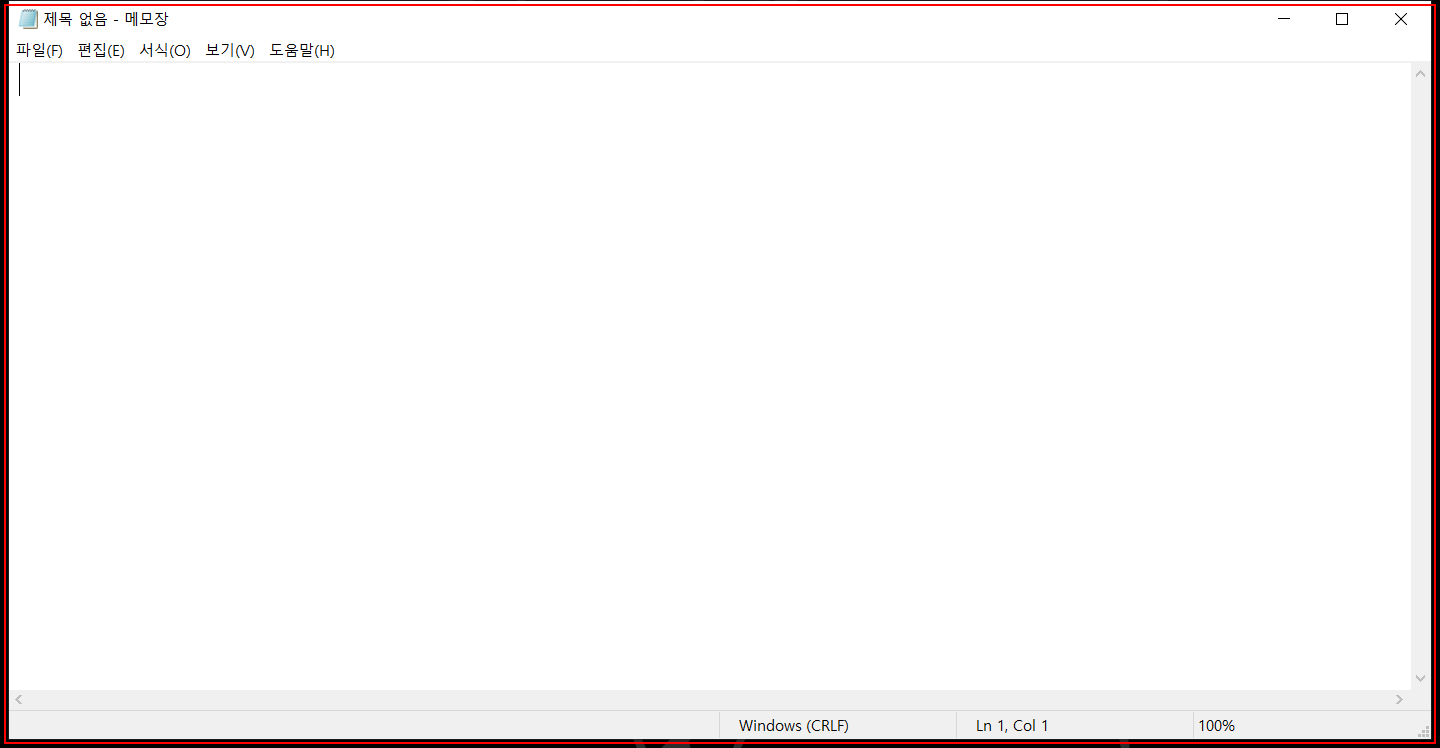 제목 없음 - 메모장
파일(F) 편집(E) 서식(O) 보기(V) 도움말(H)
Windows (CRLF) Ln 1, Col 1 100%